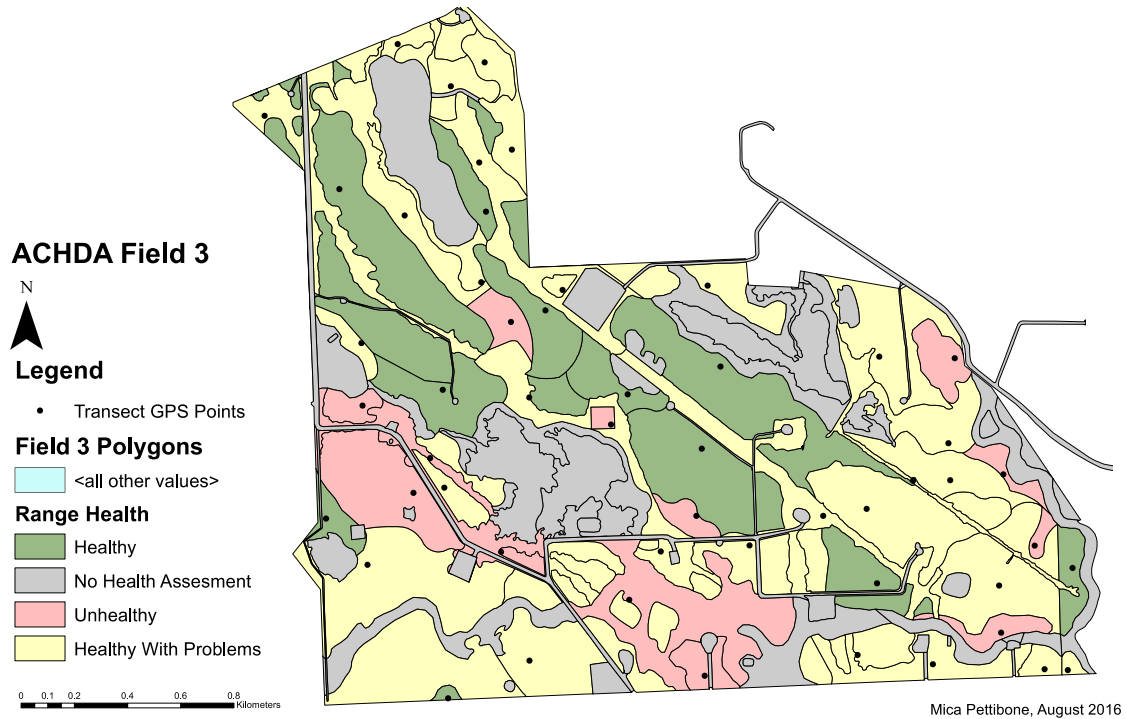 ACHDA Field 3
N
Legend
Transect GPS Points
Field 3 Polygons
<all other values>
Range Health
Healthy
No Health Assesment
Unhealthy
Healthy With Problems
0 0.1 0.2 0.4 0.6 0.8
Kilometers
Mica Pettibone, August 2016